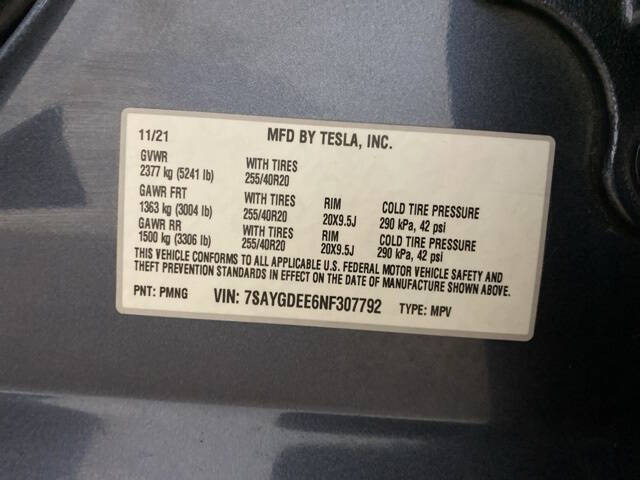 11/21 MFD BY TESLA, INC.
GVWR WITH TIRES
2377 kg (5241 lb) 255/40R20
GAWR FRT WITH TIRES RIM COLD TIRE PRESSURE
1363 kg (3004 lb) 255/40R20 20X9.5J 290 kPa, 42 psi
GAWR RR WITH TIRES RIM COLD TIRE PRESSURE
1500 kg (3306 lb) 255/40R20 20X9.5J 290 kPa, 42 psi
THIS VEHICLE CONFORMS TO ALL APPLICABLE U.S. FEDERAL MOTOR VEHICLE SAFETY AND
THEFT PREVENTION STANDARDS IN EFFECT ON THE DATE OF MANUFACTURE SHOWN ABOVE.
PNT: PMNG VIN: 7SAYGDEE6NF307792 TYPE: MPV